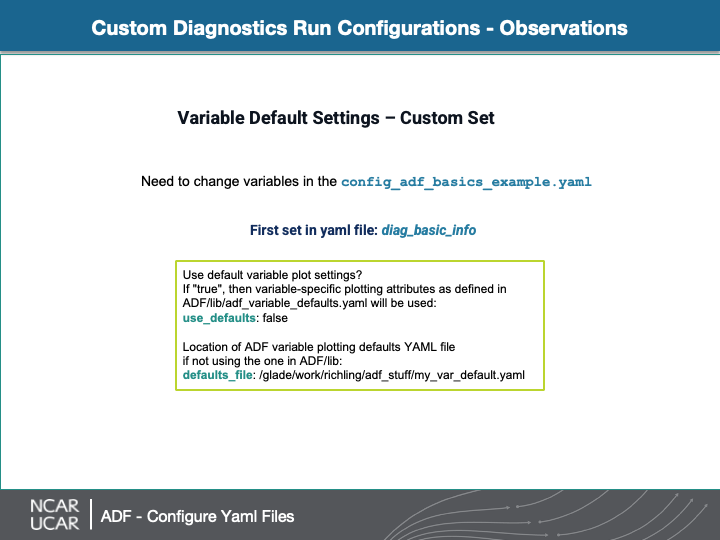 Custom Diagnostics Run Configurations - Observations
Variable Default Settings – Custom Set
Need to change variables in the config_adf_basics_example.yaml
First set in yaml file: diag_basic_info
Use default variable plot settings?
If "true", then variable-specific plotting attributes as defined in
ADF/lib/adf_variable_defaults.yaml will be used:
use_defaults: false
Location of ADF variable plotting defaults YAML file
if not using the one in ADF/lib:
defaults_file: /glade/work/richling/adf_stuff/my_var_default.yaml
NCAR
UCAR
ADF - Configure Yaml Files